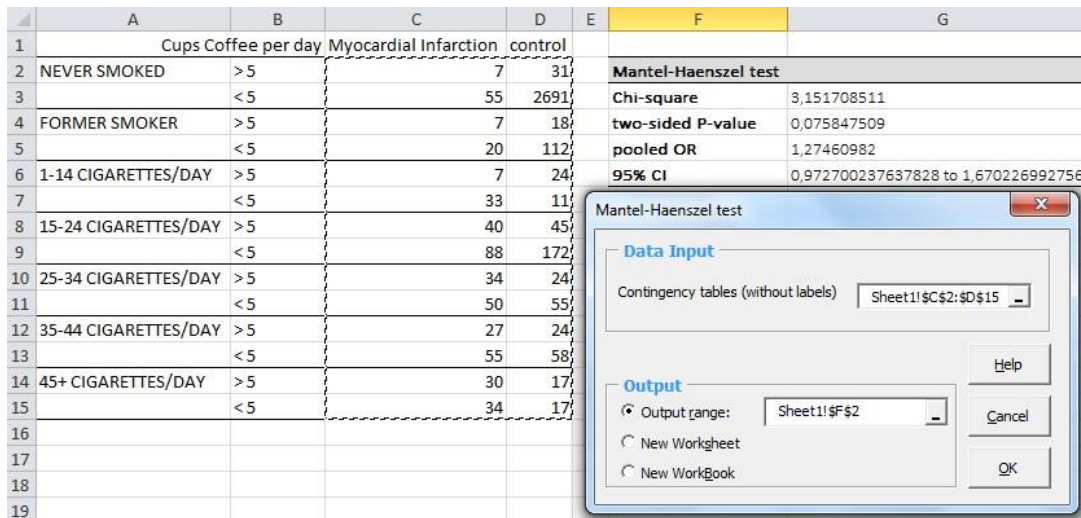 A B C D E F G
1 Cups Coffee per day Myocardial Infarction control
2 NEVER SMOKED > 5 7 31 Mantel-Haenszel test
3 < 5 55 2691 Chi-square 3,151708511
4 FORMER SMOKER > 5 7 18 two-sided P-value 0,075847509
5 < 5 20 112 pooled OR 1,27460982
6 1-14 CIGARETTES/DAY > 5 7 24 95% CI 0,972700237637828 to 1,670226992756
7 < 5 33 11
8 15-24 CIGARETTES/DAY > 5 40 45
9 < 5 88 172
10 25-34 CIGARETTES/DAY > 5 34 24
11 < 5 50 55
12 35-44 CIGARETTES/DAY > 5 27 24
13 < 5 55 58
14 45+ CIGARETTES/DAY > 5 30 17
15 < 5 34 17
16
17
18
19
Mantel-Haenszel test
Data Input
Contingency tables (without labels) Sheet1!$C$2:$D$15
Help
Output
Output range: Sheet1!$F$2
Cancel
New Worksheet
New WorkBook
OK